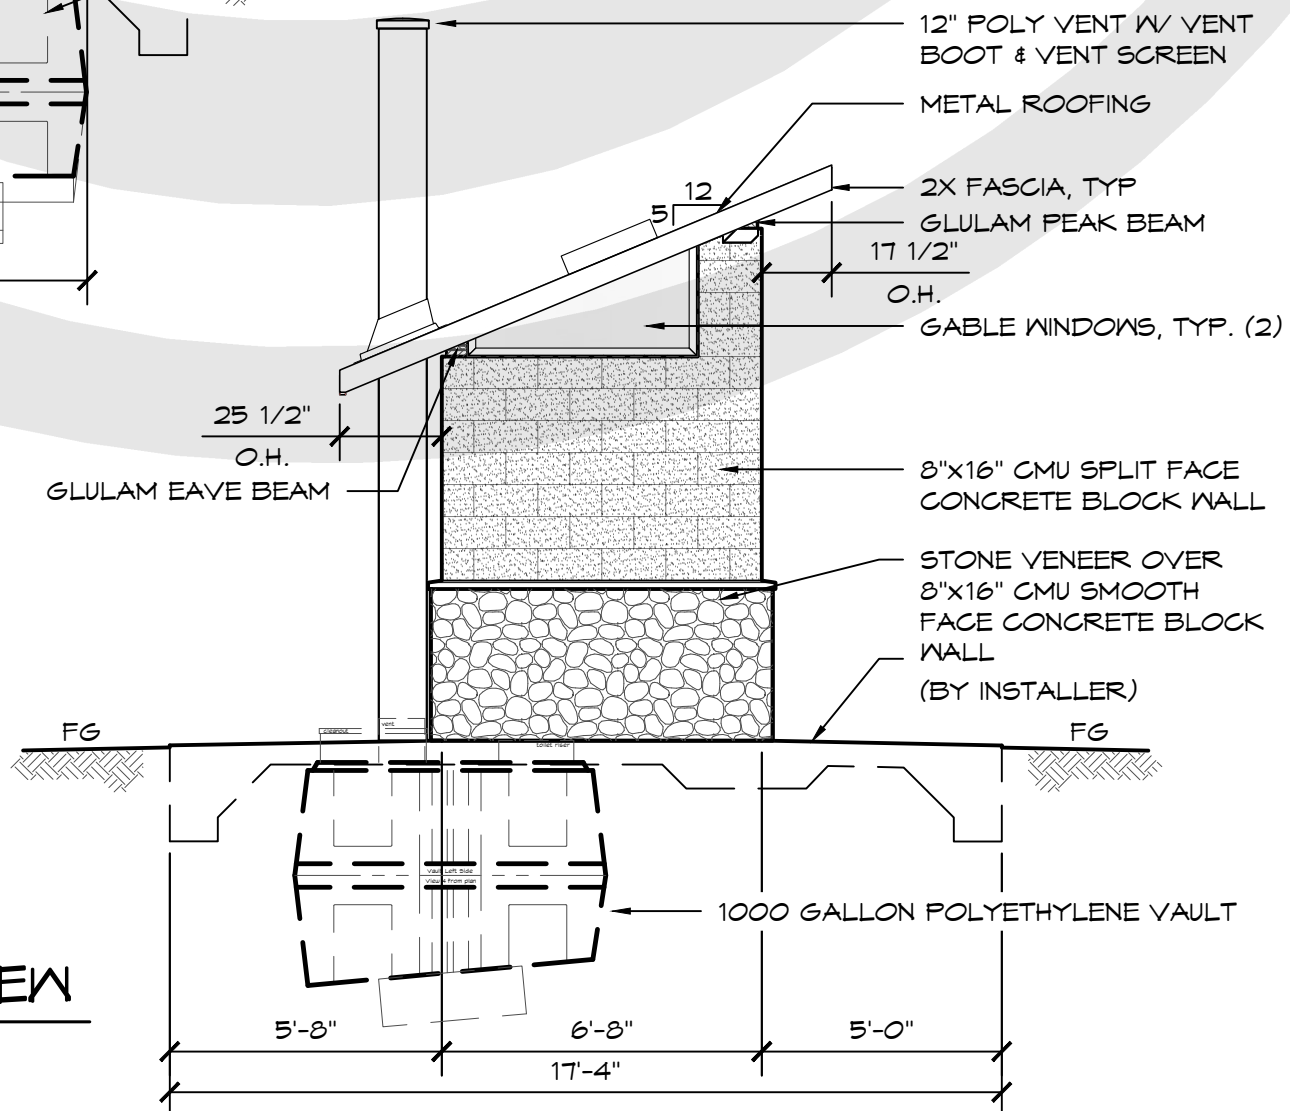 12" POLY VENT W/ VENT
BOOT & VENT SCREEN
METAL ROOFING
12
5
2X FASCIA, TYP
GLULAM PEAK BEAM
17 1/2"
O.H.
GABLE WINDOWS, TYP. (2)
25 1/2"
O.H.
GLULAM EAVE BEAM
8"x16" CMU SPLIT FACE
CONCRETE BLOCK WALL
STONE VENEER OVER
8"x16" CMU SMOOTH
FACE CONCRETE BLOCK
WALL
(BY INSTALLER)
FG
FG
vent
cleanout
toilet riser
Vault Left Side
View 4 from plan
1000 GALLON POLYETHYLENE VAULT
EW
5'-8"
6'-8"
5'-0"
17'-4"